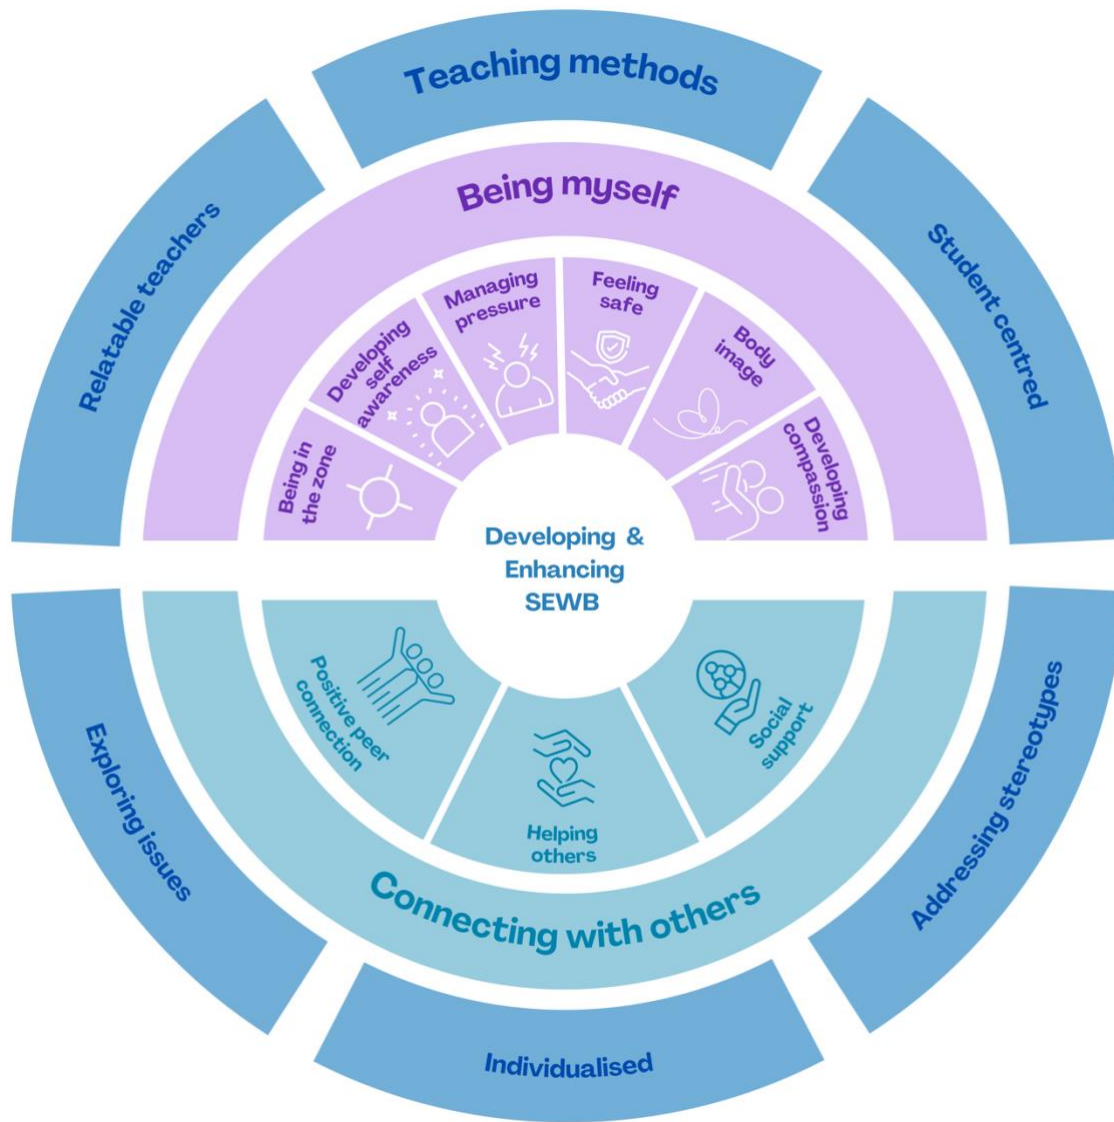 Teaching methods
Relatable teachers
Student centred
Being myself
Being in
the zone
Developing
self
awareness
Managing
pressure
Feeling
safe
Body
image
Developing
compassion
Developing &
Enhancing
SEWB
Positive peer
connection
Helping
others
Social
support
Connecting with others
Exploring issues
Individualised
Addressing stereotypes